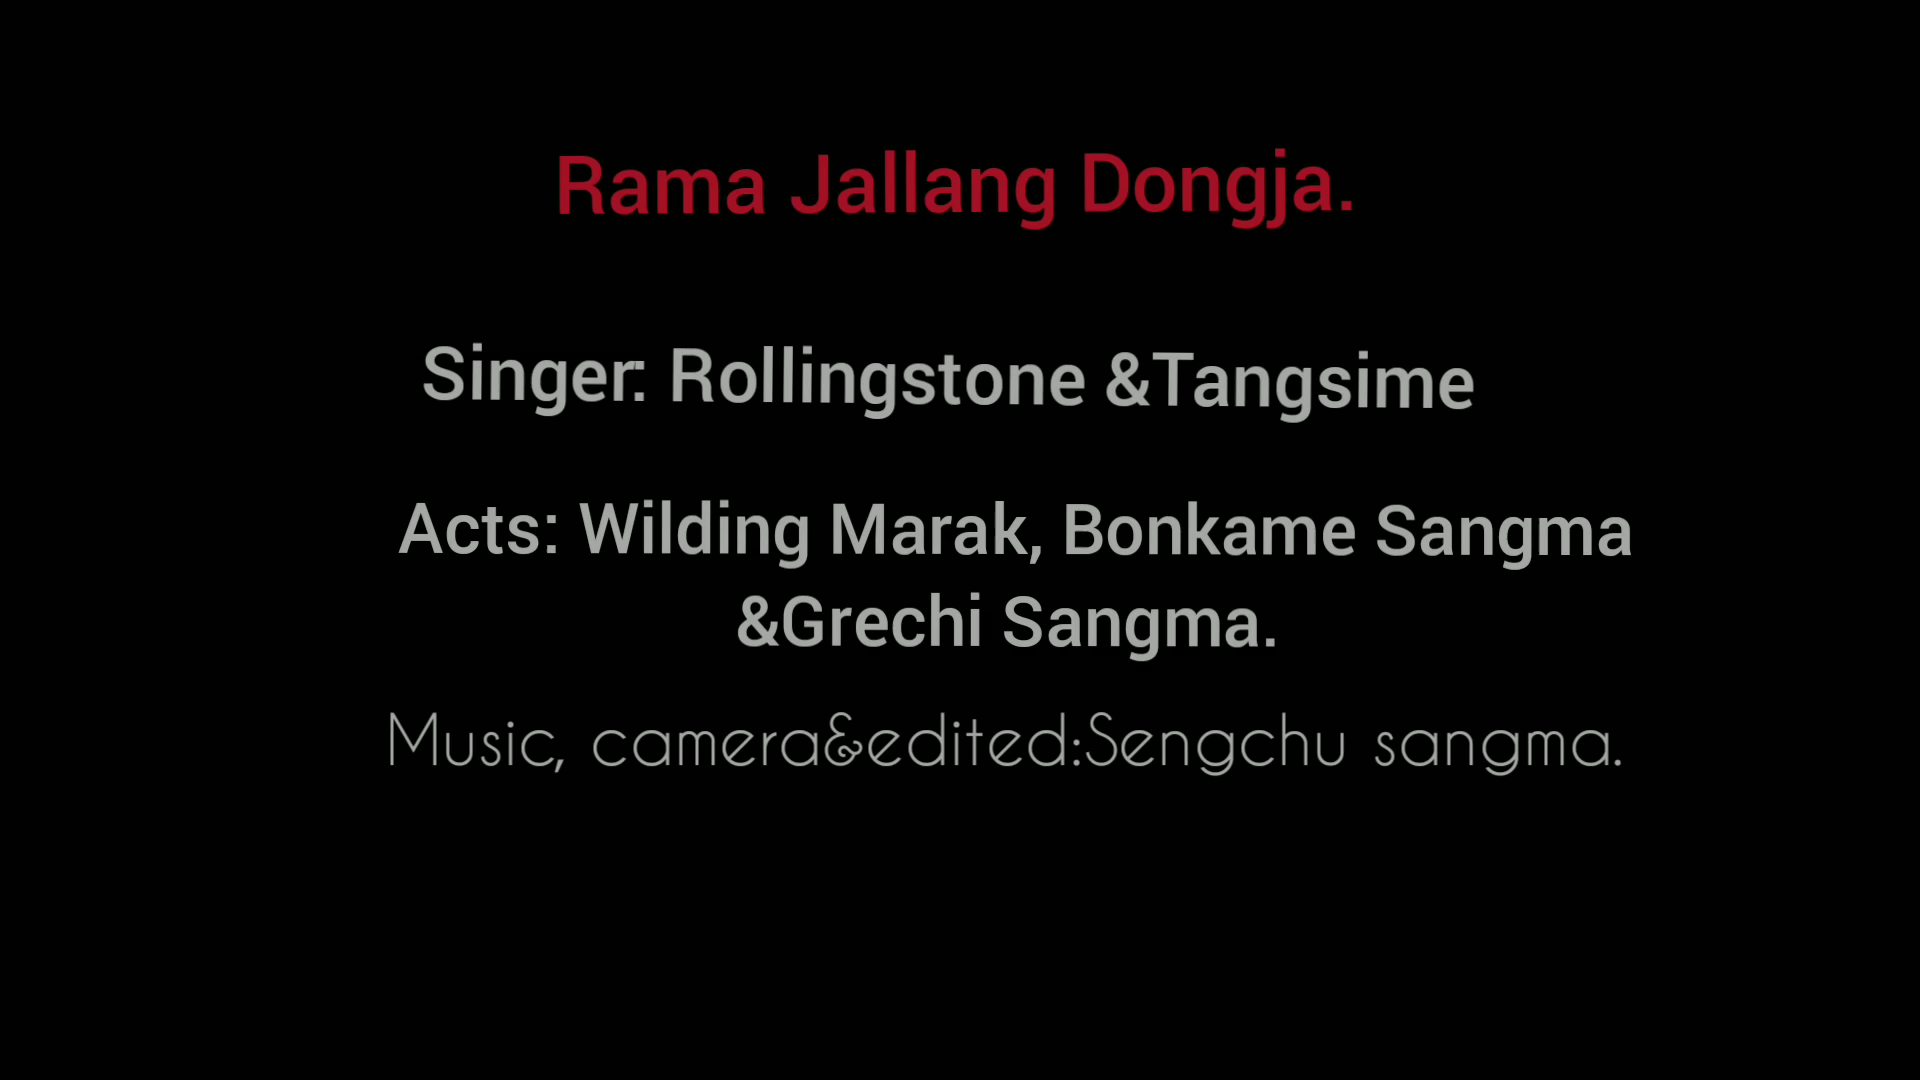 Rama Jallang Dongja.
Singer: Rollingstone &Tangsime
Acts: Wilding Marak, Bonkame Sangma
&Grechi Sangma.
Music, camera&edited:Sengchu sangma.